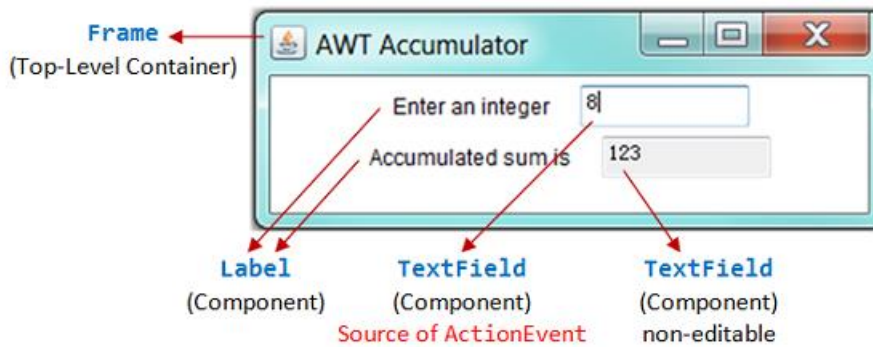 Frame
(Top-Level Container)
AWT Accumulator
Enter an integer 8
Accumulated sum is 123
Label TextField TextField
(Component) (Component) (Component)
Source of ActionEvent non-editable